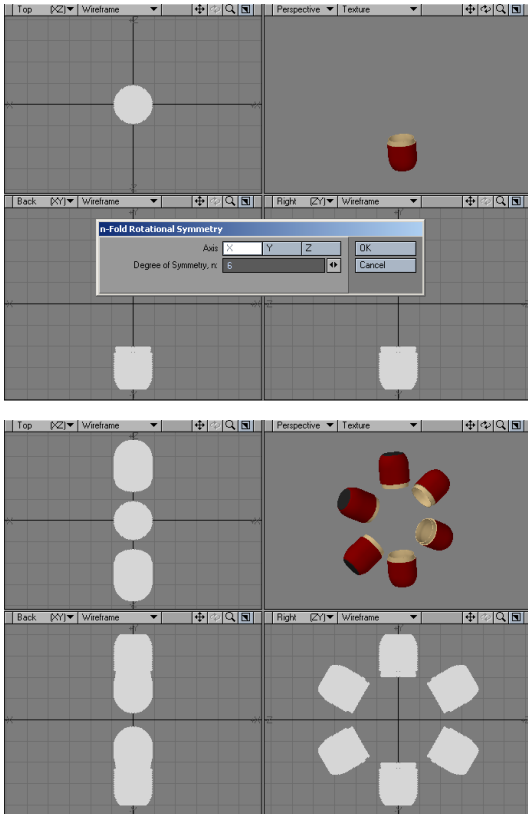 Top (XZ) Wireframe
Perspective Texture
Back (XY) Wireframe
Right (ZY) Wireframe
n-Fold Rotational Symmetry
Axis X Y Z OK
Degree of Symmetry, n: 6 Cancel
Top (XZ) Wireframe
Perspective Texture
Back (XY) Wireframe
Right (ZY) Wireframe